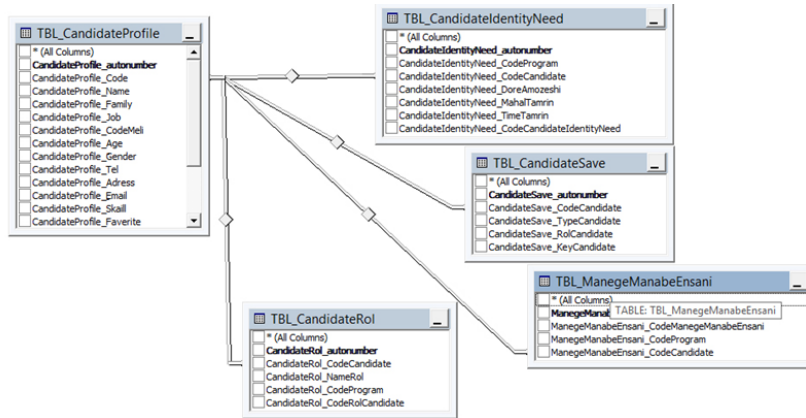 TBL_CandidateProfile
* (All Columns)
CandidateProfile_autonumber
CandidateProfile_Code
CandidateProfile_Name
CandidateProfile_Family
CandidateProfile_Job
CandidateProfile_CodeMeli
CandidateProfile_Age
CandidateProfile_Gender
CandidateProfile_Tel
CandidateProfile_Adress
CandidateProfile_Email
CandidateProfile_Skaill
CandidateProfile_Faverite
TBL_CandidateIdentityNeed
* (All Columns)
CandidateIdentityNeed_autonumber
CandidateIdentityNeed_CodeProgram
CandidateIdentityNeed_CodeCandidate
CandidateIdentityNeed_DoreAmozeshi
CandidateIdentityNeed_MahalTamrin
CandidateIdentityNeed_TimeTamrin
CandidateIdentityNeed_CodeCandidateIdentityNeed
TBL_CandidateSave
* (All Columns)
CandidateSave_autonumber
CandidateSave_CodeCandidate
CandidateSave_TypeCandidate
CandidateSave_RolCandidate
CandidateSave_KeyCandidate
TBL_ManegeManabeEnsani
* (All Columns)
ManegeManab
TABLE: TBL_ManegeManabeEnsani
ManegeManabeEnsani_CodeManegeManabeEnsani
ManegeManabeEnsani_CodeProgram
ManegeManabeEnsani_CodeCandidate
TBL_CandidateRol
* (All Columns)
CandidateRol_autonumber
CandidateRol_CodeCandidate
CandidateRol_NameRol
CandidateRol_CodeProgram
CandidateRol_CodeRolCandidate